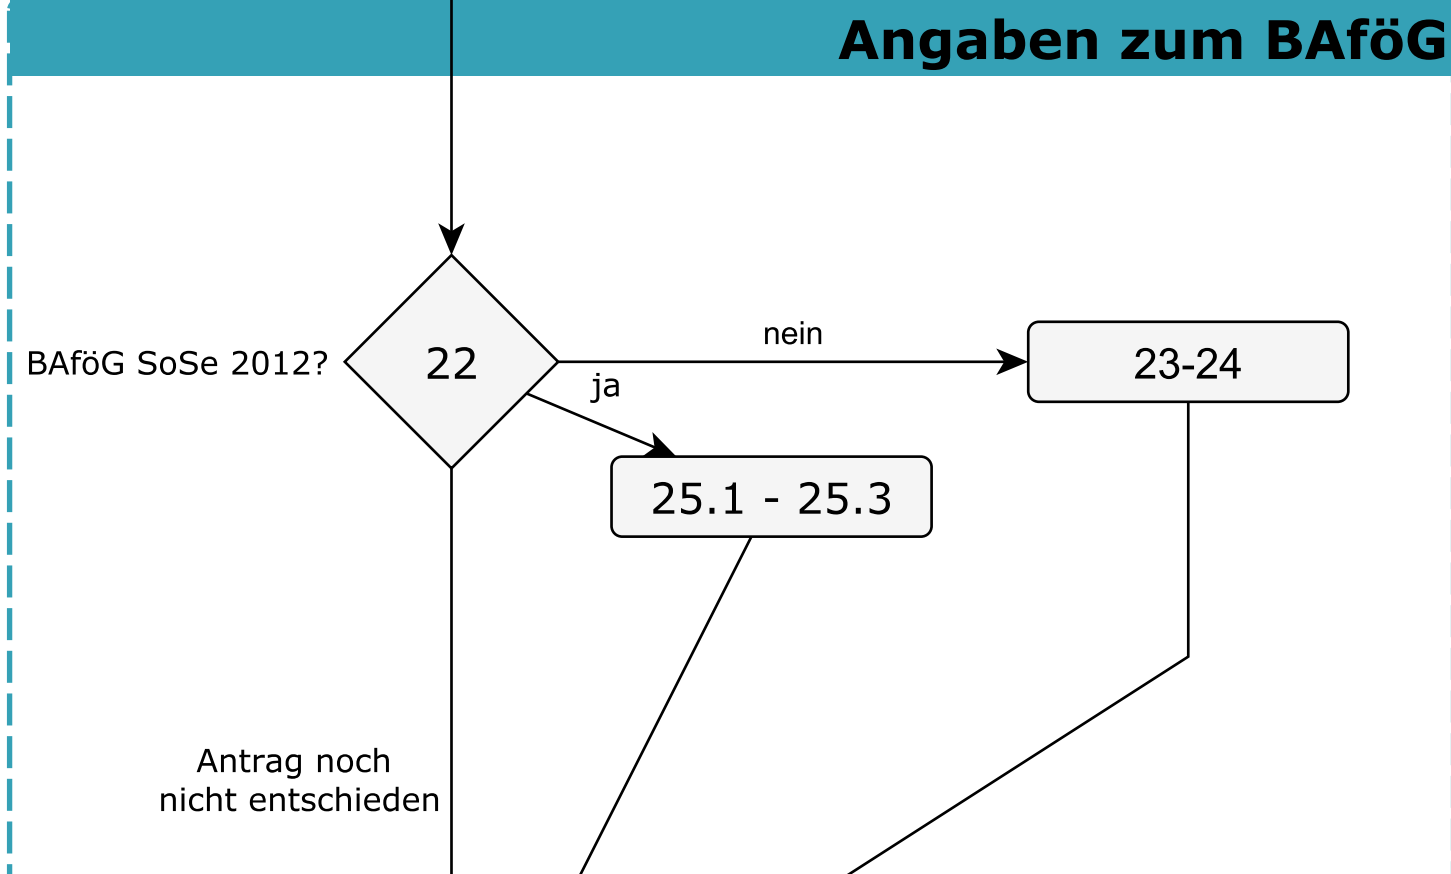 Angaben zum BAföG
nein
BAföG SoSe 2012?
22
23-24
ja
25.1 - 25.3
Antrag noch
nicht entschieden